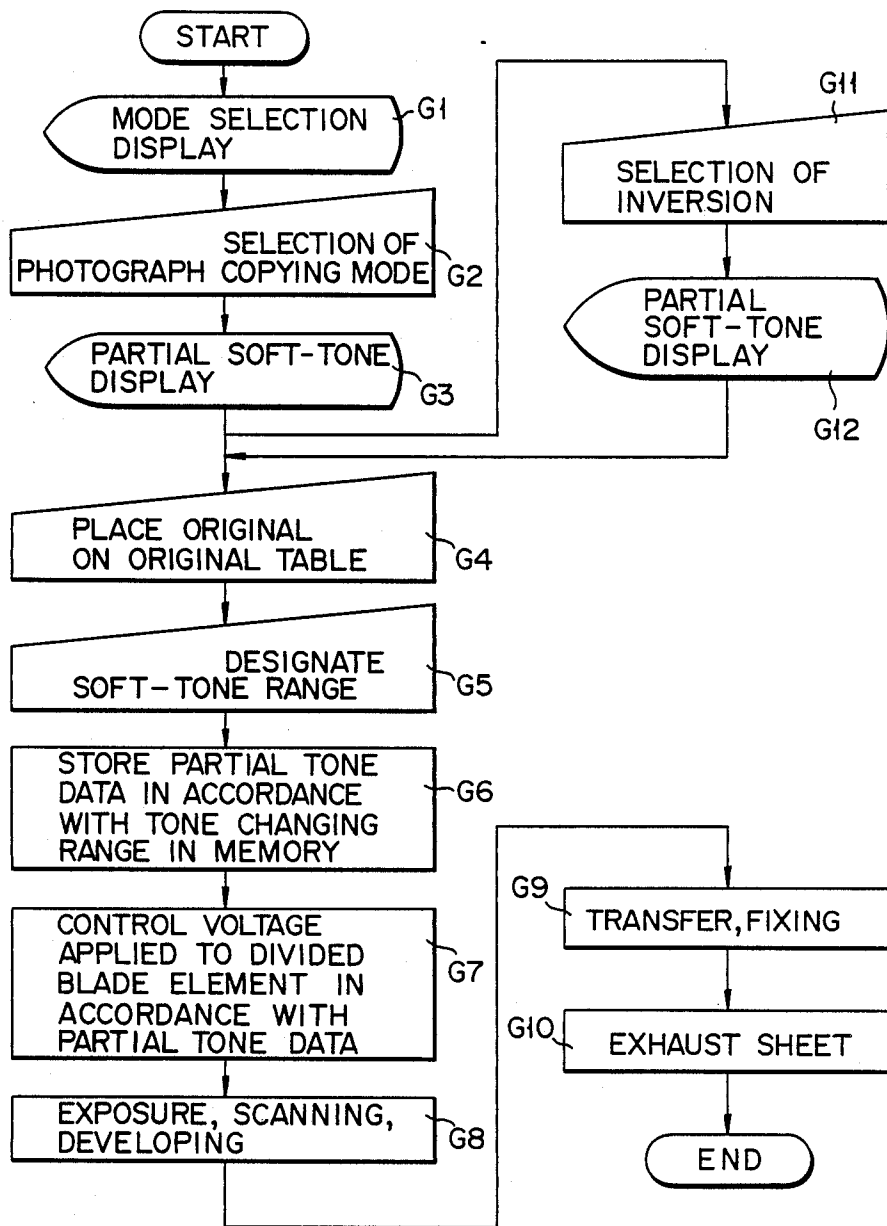 START
MODE SELECTION
DISPLAY
G1
SELECTION OF
PHOTOGRAPH COPYING MODE
G2
PARTIAL SOFT-TONE
DISPLAY
G3
G11
SELECTION OF
INVERSION
PARTIAL
SOFT-TONE
DISPLAY
G12
PLACE ORIGINAL
ON ORIGINAL TABLE
G4
DESIGNATE
SOFT-TONE RANGE
G5
STORE PARTIAL TONE
DATA IN ACCORDANCE
WITH TONE CHANGING
RANGE IN MEMORY
G6
CONTROL VOLTAGE
APPLIED TO DIVIDED
BLADE ELEMENT IN
ACCORDANCE WITH
PARTIAL TONE DATA
G7
EXPOSURE, SCANNING,
DEVELOPING
G8
G9
TRANSFER, FIXING
G10
EXHAUST SHEET
END